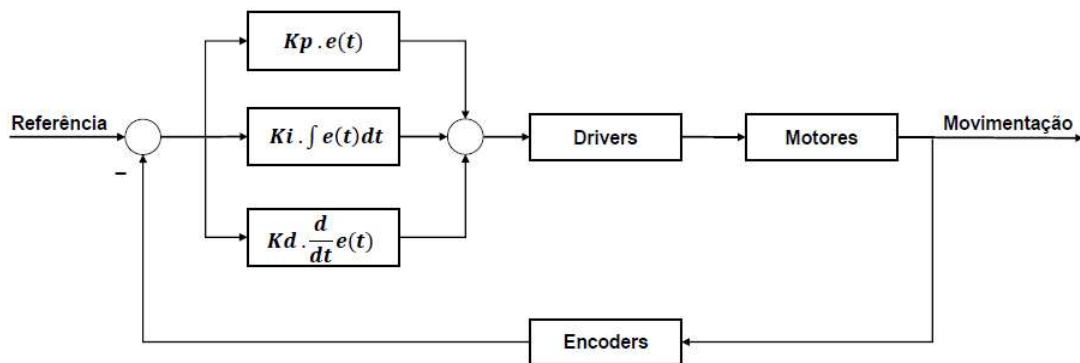 Kp . e(t)
Referência
Ki . ∫ e(t)dt
Drivers
Motores
Movimentação
–
Kd . d/dt e(t)
Encoders